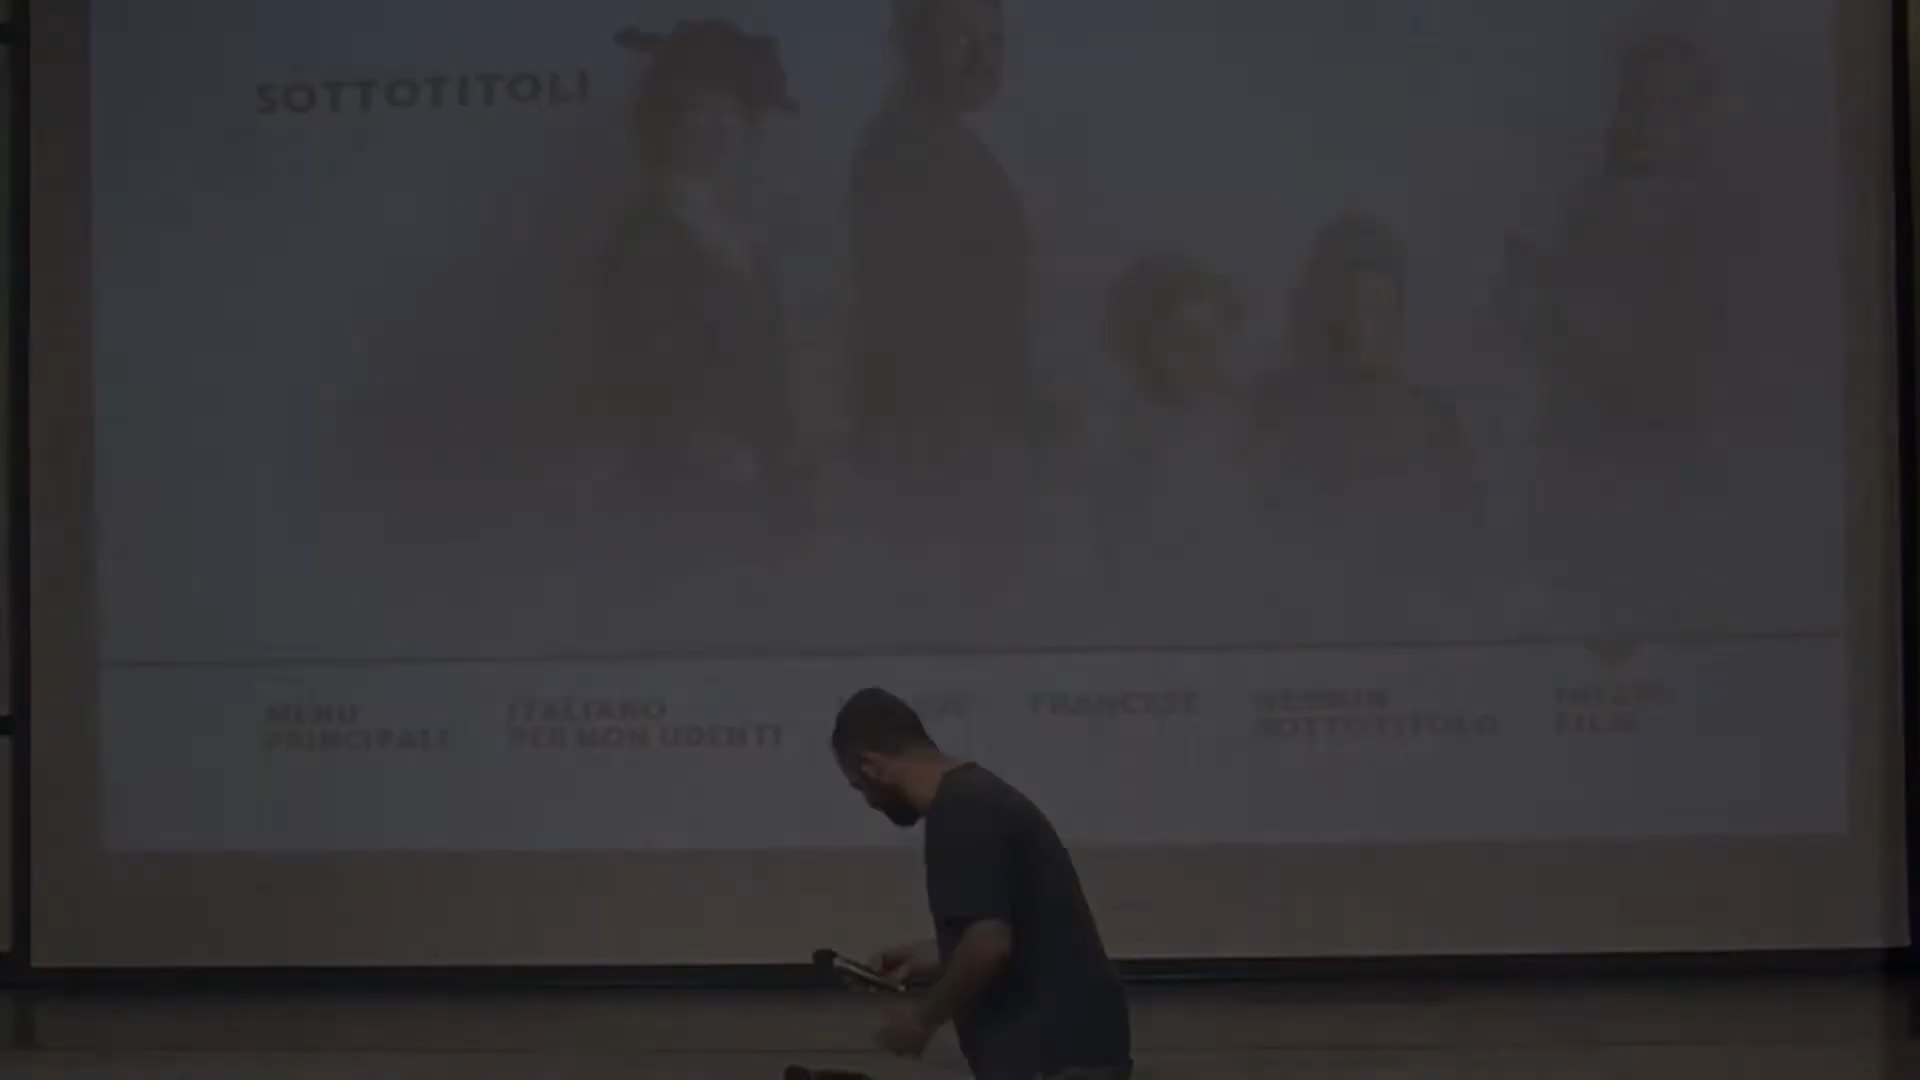 SOTTOTITOLI
MENU
PRINCIPALE
ITALIANO
PER NON UDENTI
FRANCESE
NESSUN
SOTTOTITOLO
INIZIO
FILM